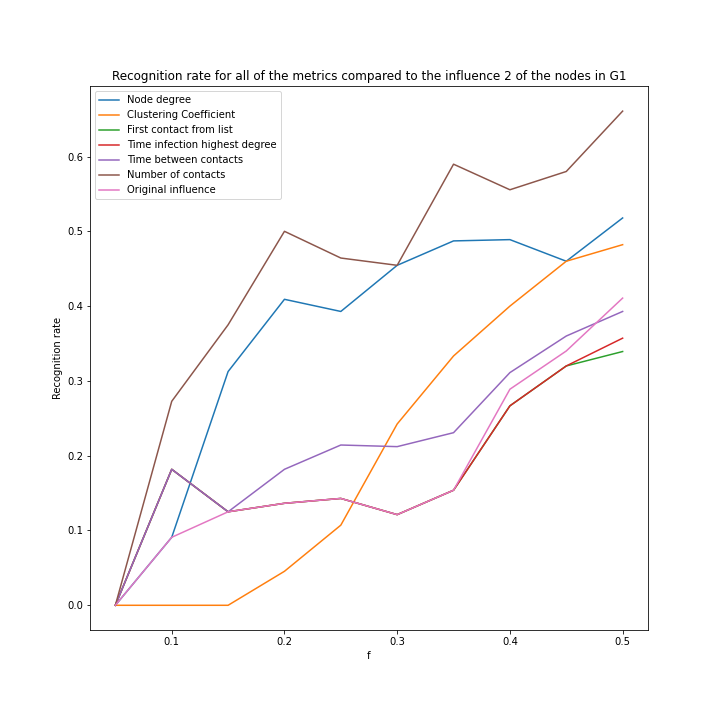 Recognition rate for all of the metrics compared to the influence 2 of the nodes in G1
Node degree
Clustering Coefficient
First contact from list
Time infection highest degree
Time between contacts
Number of contacts
Original influence
0.6
0.5
0.4
0.3
0.2
0.1
0.0
Recognition rate
0.1 0.2 0.3 0.4 0.5
f